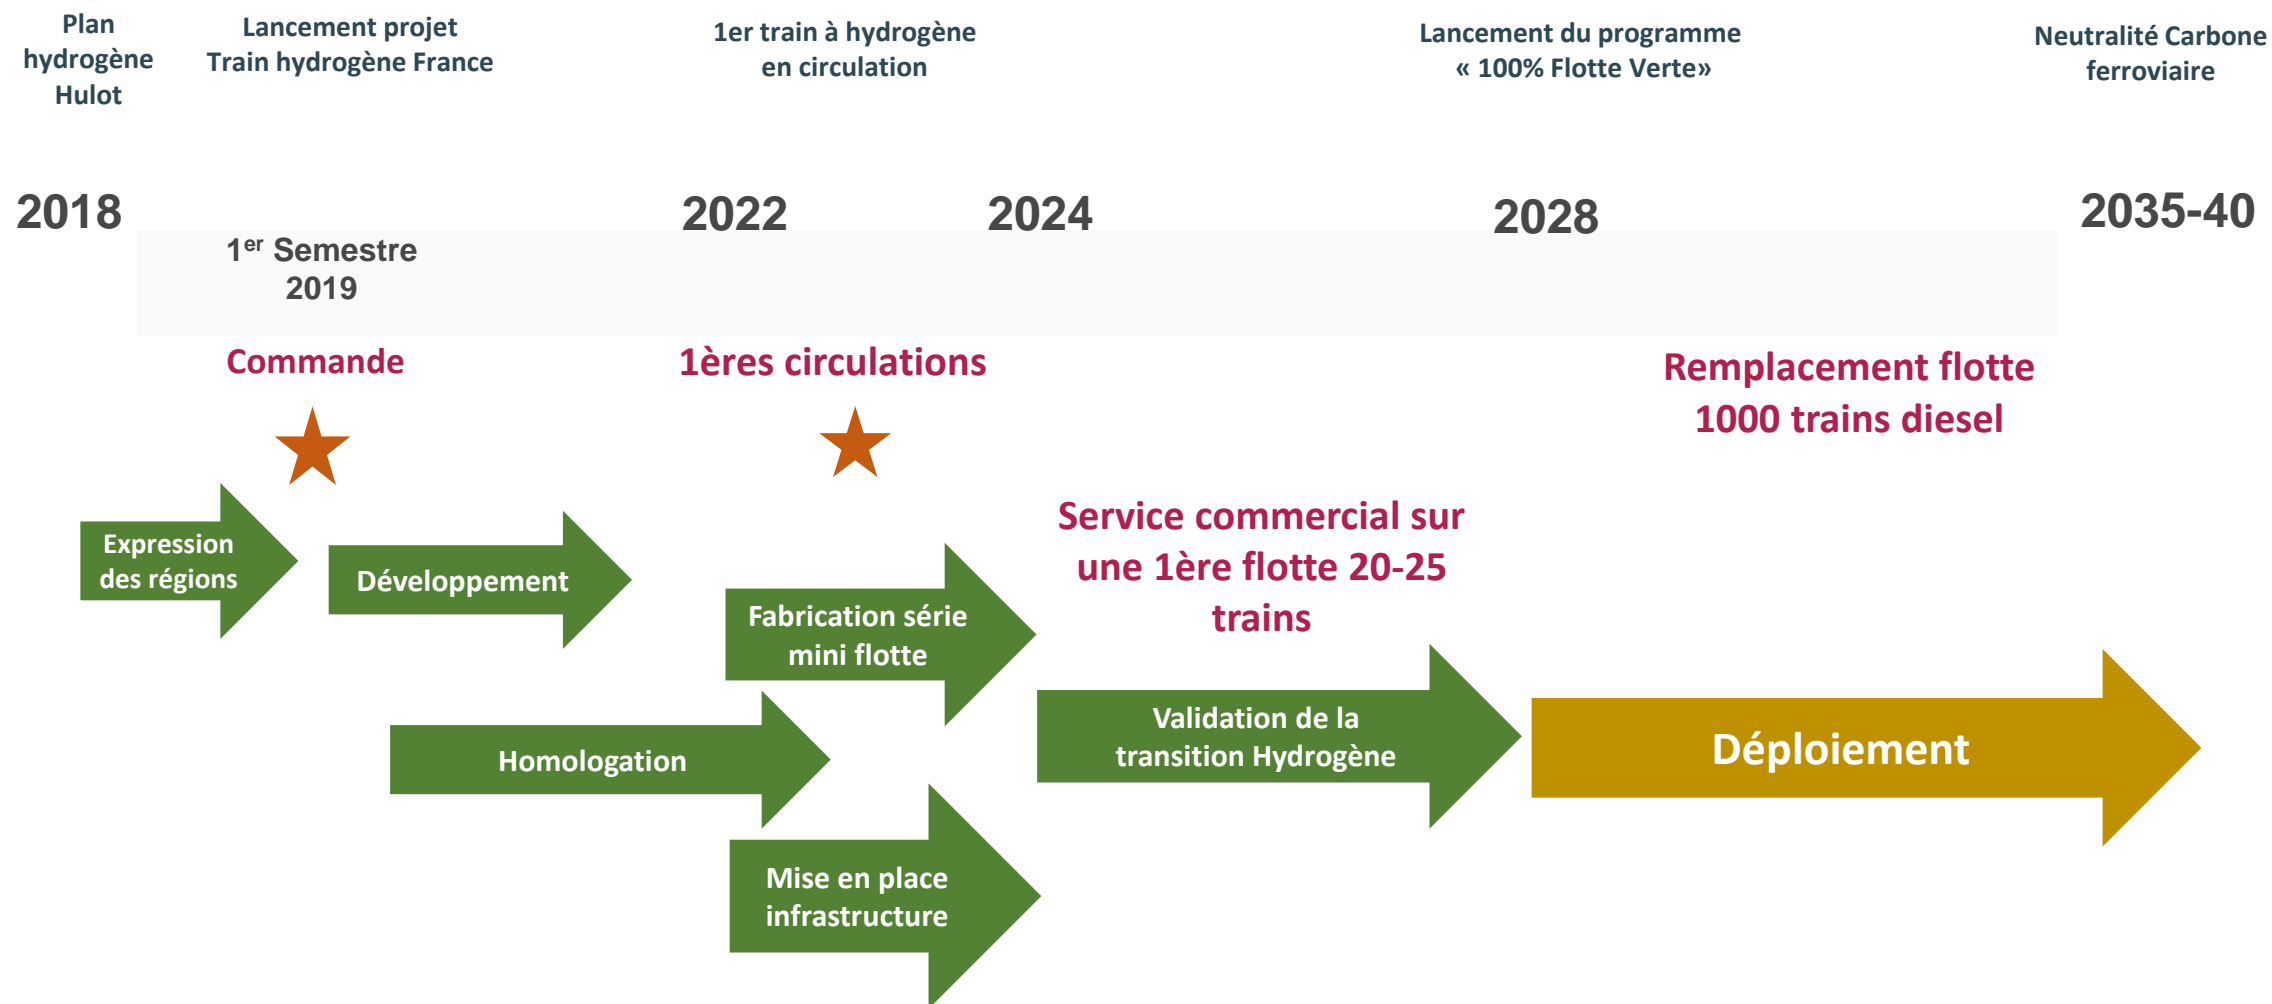 Plan
hydrogène
Hulot
Lancement projet
Train hydrogène France
1er train à hydrogène
en circulation
Lancement du programme
« 100% Flotte Verte»
Neutralité Carbone
ferroviaire
2018
2022
2024
2028
2035-40
1er Semestre
2019
Commande
1ères circulations
Remplacement flotte
1000 trains diesel
Expression
des régions
Développement
Fabrication série
mini flotte
Service commercial sur
une 1ère flotte 20-25
trains
Homologation
Validation de la
transition Hydrogène
Déploiement
Mise en place
infrastructure